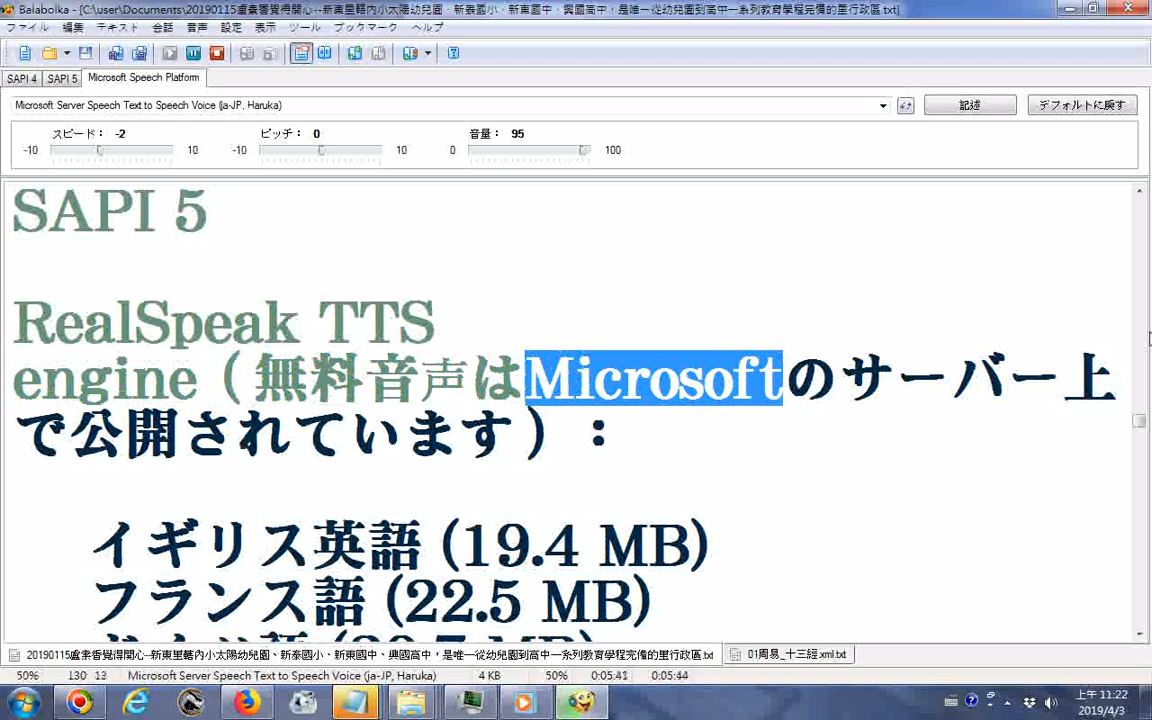 Balabolka - [C:\user\Documents\20190115盧素香覺得開心--新東里轄內小太陽幼兒園、新泰國小、新東國中、興國高中，是唯一從幼兒園到高中一系列教育學程完備的里行政區.txt]
ファイル 編集 テキスト 会話 音声 設定 表示 ツール ブックマーク ヘルプ
SAPI 4 SAPI 5 Microsoft Speech Platform
Microsoft Server Speech Text to Speech Voice (ja-JP, Haruka) 記述 デフォルトに戻す
スピード： -2 ピッチ： 0 音量： 95
-10 10 -10 10 0 100
SAPI 5
RealSpeak TTS
engine（無料音声はMicrosoftのサーバー上
で公開されています）：
イギリス英語 (19.4 MB)
フランス語 (22.5 MB)
20190115盧素香覺得開心--新東里轄內小太陽幼兒園、新泰國小、新東國中、興國高中，是唯一從幼兒園到高中一系列教育學程完備的里行政區.txt 01周易_十三經.xml.txt
50% 130 13 Microsoft Server Speech Text to Speech Voice (ja-JP, Haruka) 4 KB 50% 0:05:41 0:05:44
上午 11:22
2019/4/3